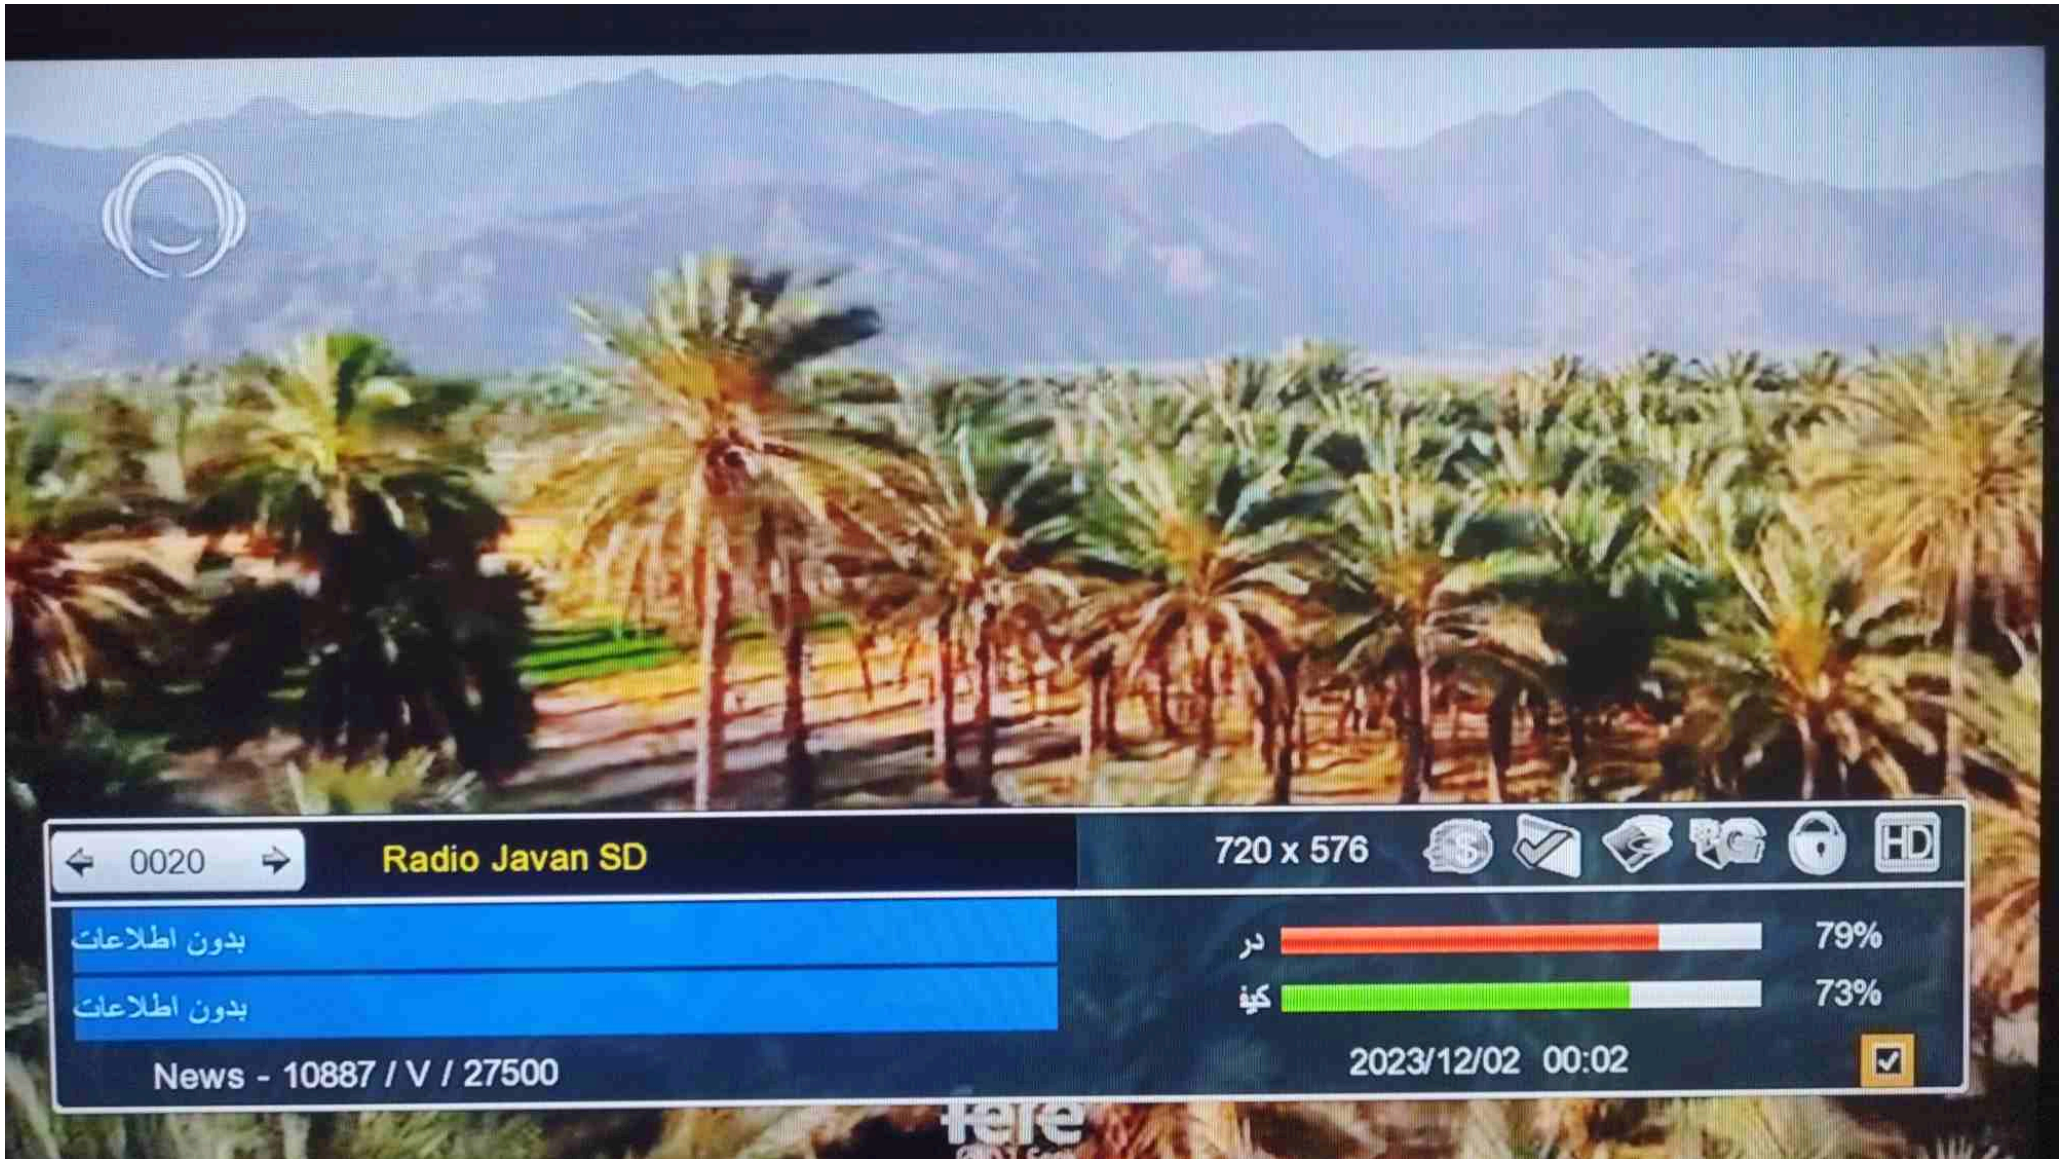 0020 Radio Javan SD 720 x 576 HD
بدون اطلاعات
در 79%
بدون اطلاعات
کیف 73%
News - 10887 / V / 27500 2023/12/02 00:02